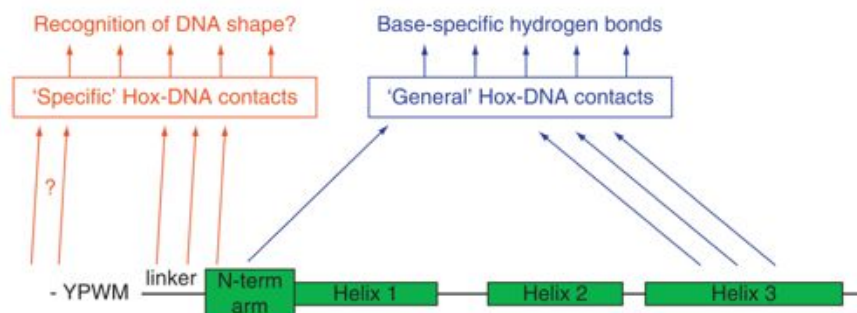 Recognition of DNA shape?
Base-specific hydrogen bonds
'Specific' Hox-DNA contacts
'General' Hox-DNA contacts
?
- YPWM
linker
N-term
arm
Helix 1
Helix 2
Helix 3